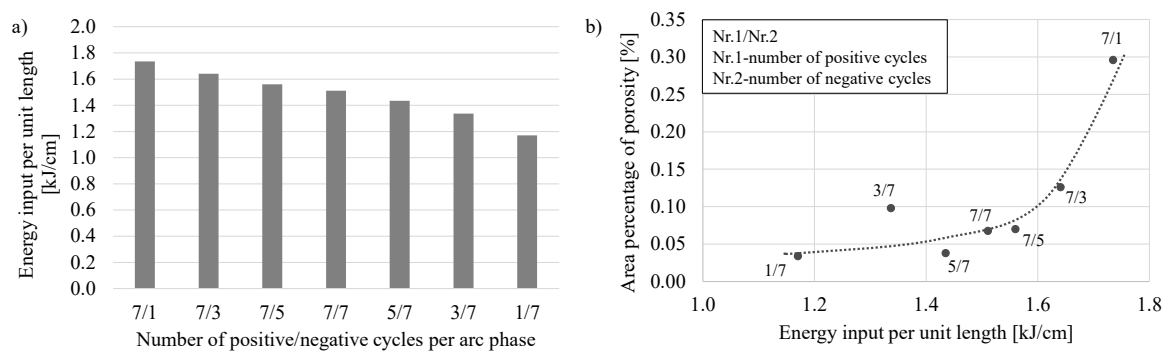 a)
2.0
1.8
1.6
1.4
1.2
1.0
0.8
0.6
0.4
0.2
0.0
Energy input per unit length
[kJ/cm]
7/1 7/3 7/5 7/7 5/7 3/7 1/7
Number of positive/negative cycles per arc phase
b)
0.35
0.30
0.25
0.20
0.15
0.10
0.05
0.00
Area percentage of porosity [%]
Nr.1/Nr.2
Nr.1-number of positive cycles
Nr.2-number of negative cycles
7/1
7/3
3/7
7/7
7/5
5/7
1/7
1.0 1.2 1.4 1.6 1.8
Energy input per unit length [kJ/cm]